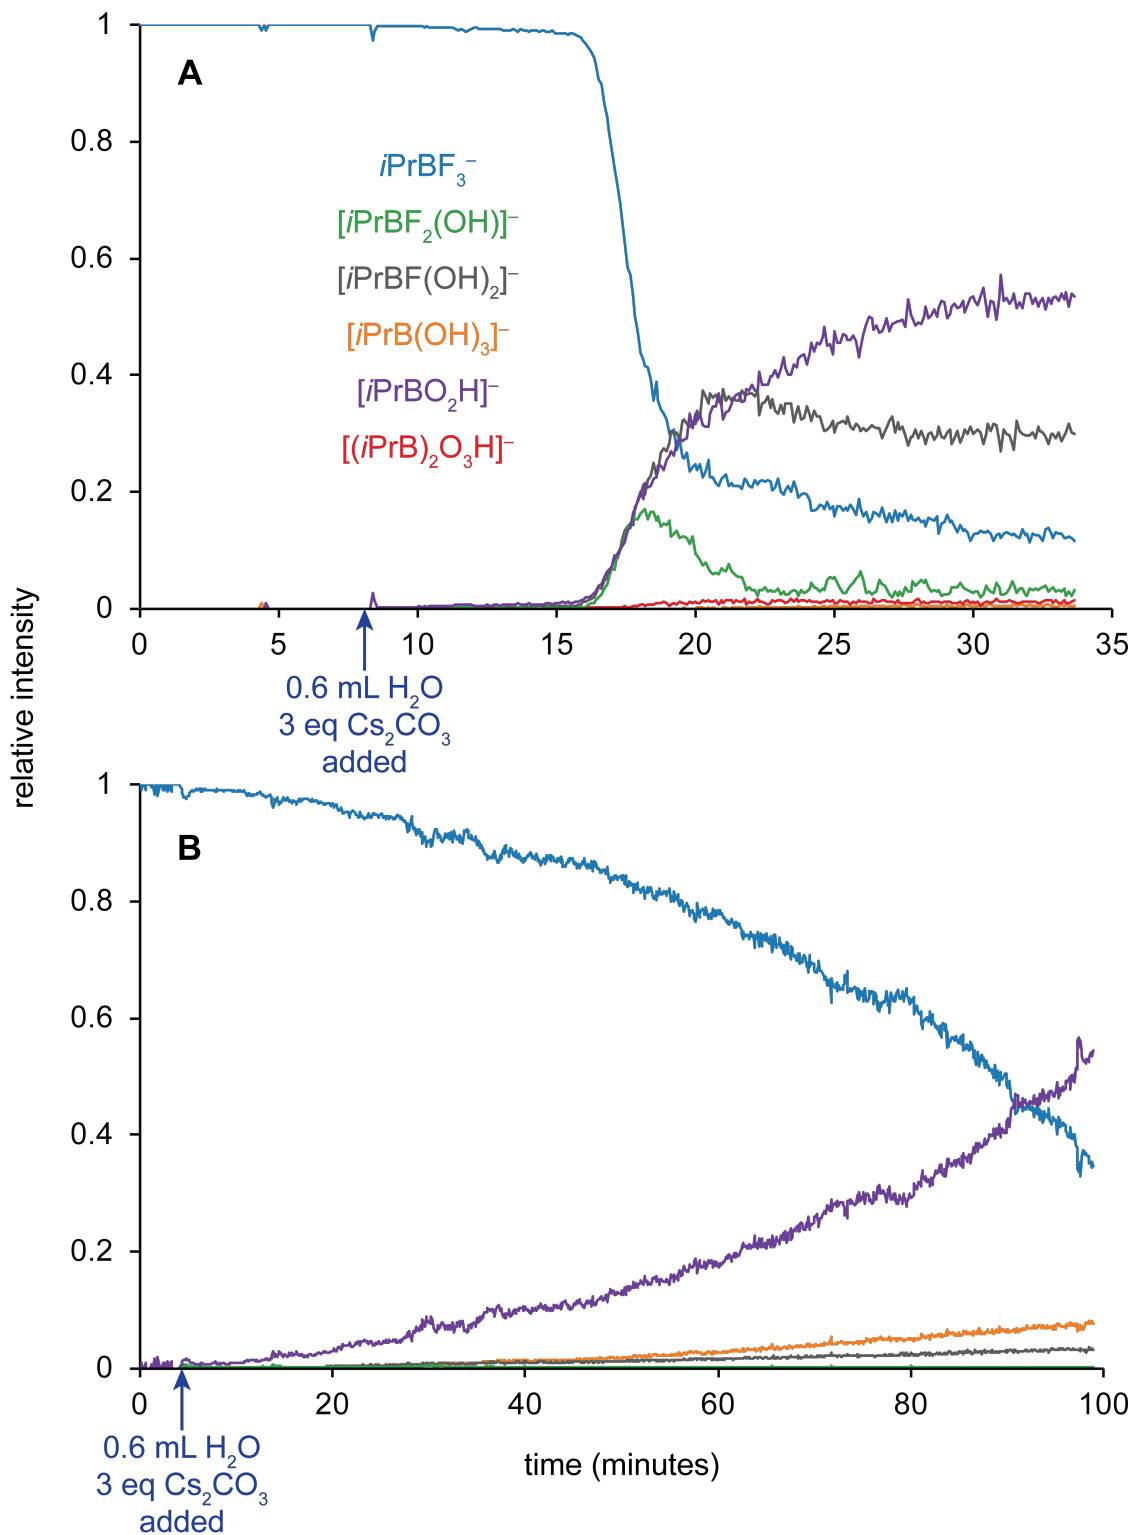 1
A
0.8
iPrBF₃⁻
[iPrBF₂(OH)]⁻
0.6
[iPrBF(OH)₂]⁻
[iPrB(OH)₃]⁻
0.4
[iPrBO₂H]⁻
[(iPrB)₂O₃H]⁻
0.2
0
0 5 10 15 20 25 30 35
0.6 mL H₂O
3 eq Cs₂CO₃
added
relative intensity
1
B
0.8
0.6
0.4
0.2
0
0 20 40 60 80 100
0.6 mL H₂O
3 eq Cs₂CO₃
added
time (minutes)